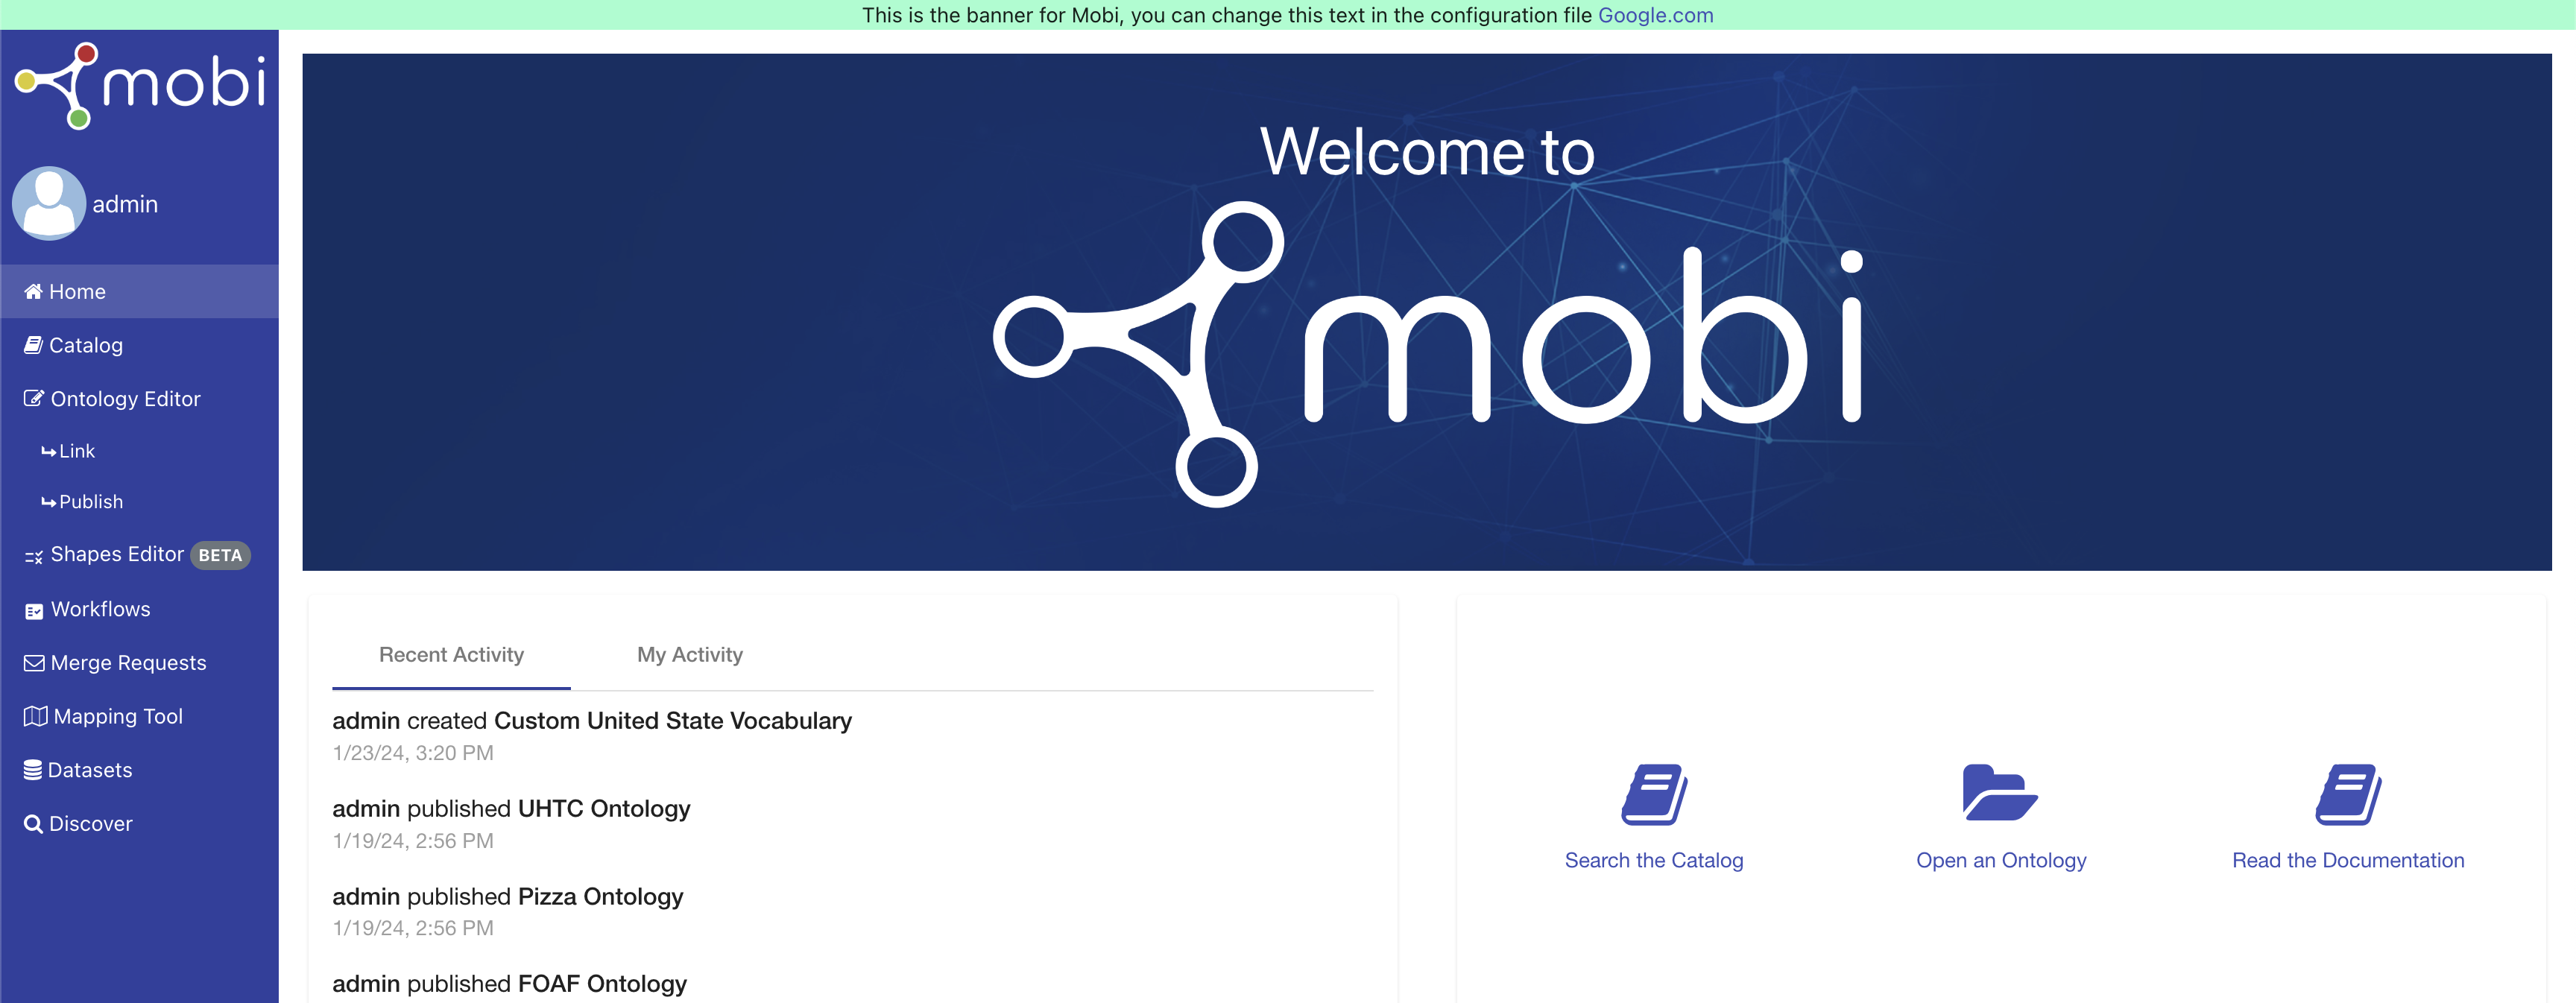 This is the banner for Mobi, you can change this text in the configuration file Google.com
mobi
admin
Home
Catalog
Ontology Editor
Link
Publish
Shapes Editor BETA
Workflows
Merge Requests
Mapping Tool
Datasets
Discover
Welcome to
mobi
Recent Activity
My Activity
admin created Custom United State Vocabulary
1/23/24, 3:20 PM
admin published UHTC Ontology
1/19/24, 2:56 PM
admin published Pizza Ontology
1/19/24, 2:56 PM
admin published FOAF Ontology
Search the Catalog
Open an Ontology
Read the Documentation